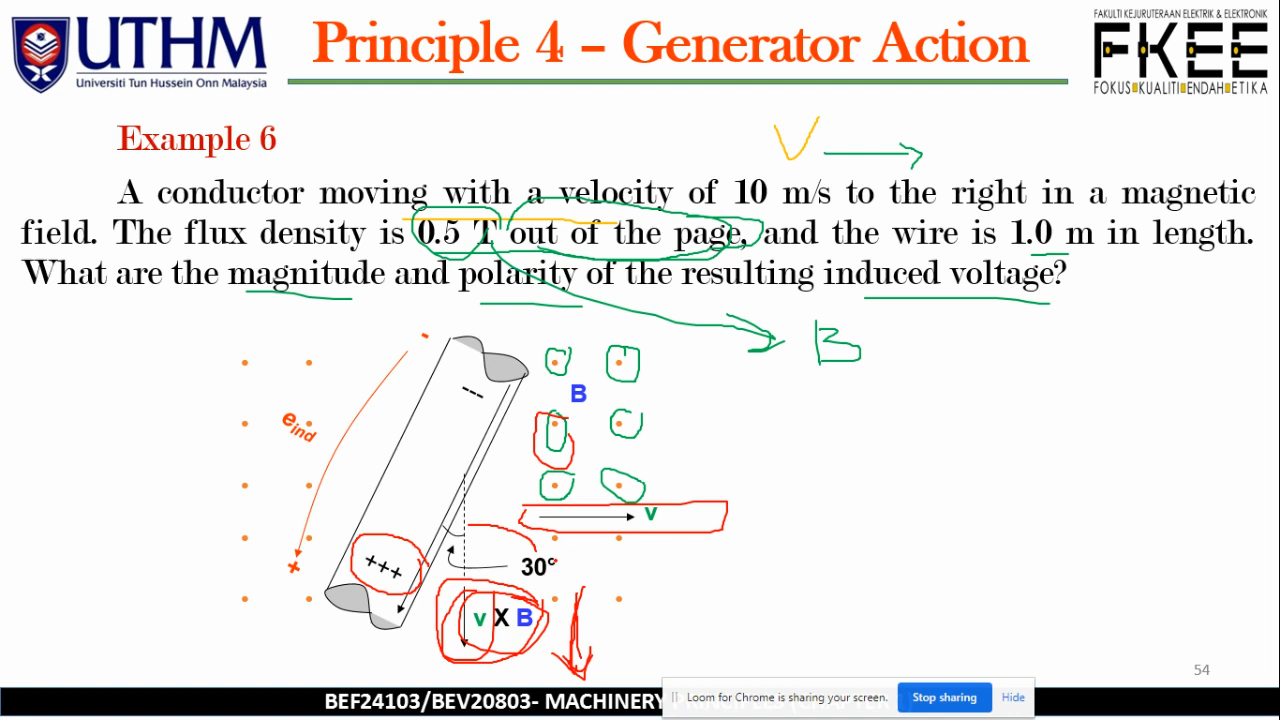 UTHM
Universiti Tun Hussein Onn Malaysia
Principle 4 – Generator Action
FAKULTI KEJURUTERAAN ELEKTRIK & ELEKTRONIK
FKEE
FOKUS KUALITI ENDAH ETIKA
Example 6
V
A conductor moving with a velocity of 10 m/s to the right in a magnetic
field. The flux density is 0.5 T out of the page, and the wire is 1.0 m in length.
What are the magnitude and polarity of the resulting induced voltage?
-
---
B
B
eind
v
+++
30°
+
v X B
54
BEF24103/BEV20803- MACHINERY
Loom for Chrome is sharing your screen.
Stop sharing
Hide